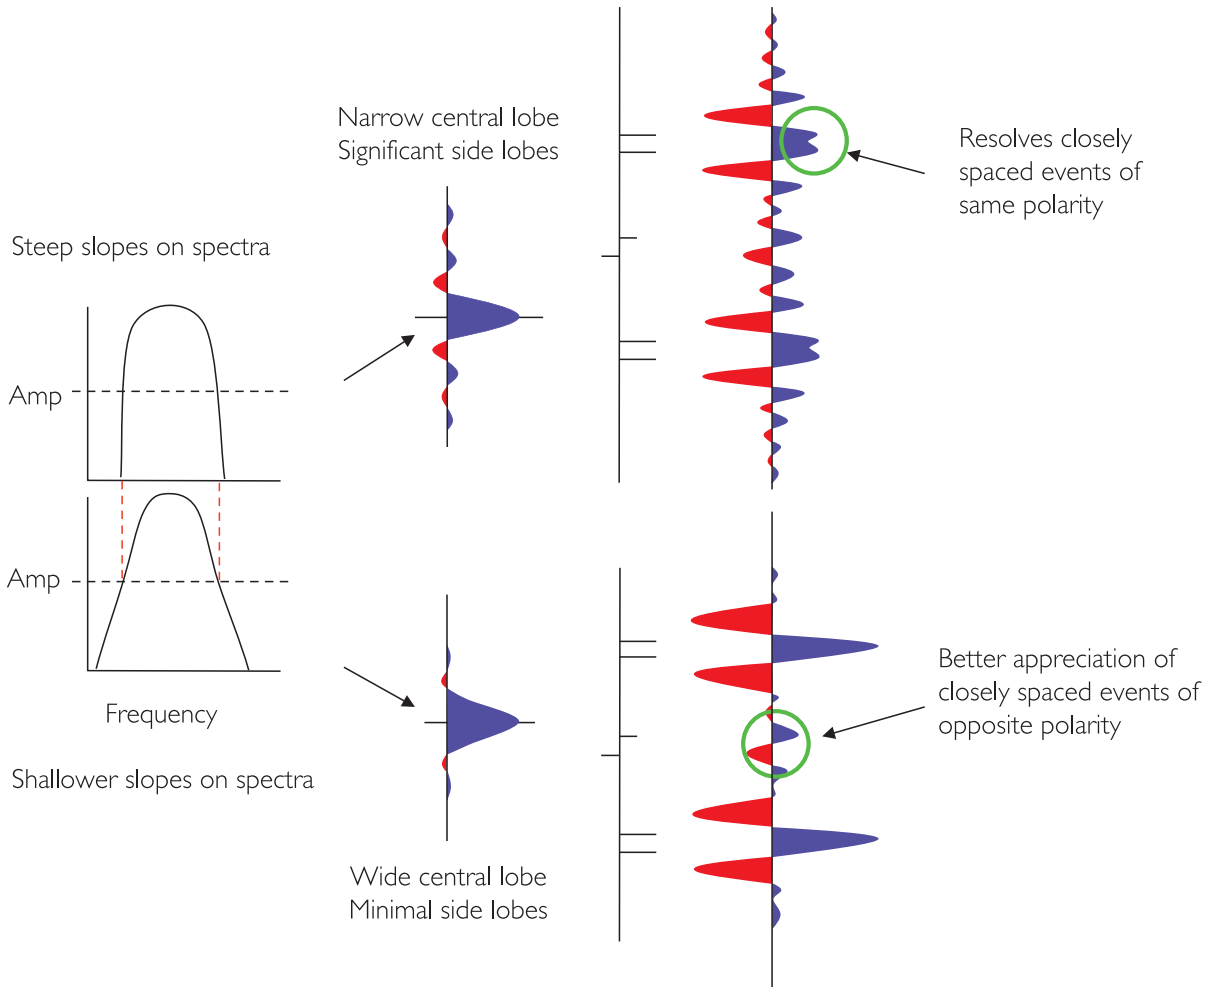 Narrow central lobe
Significant side lobes
Resolves closely
spaced events of
same polarity
Steep slopes on spectra
Amp
Amp
Frequency
Shallower slopes on spectra
Better appreciation of
closely spaced events of
opposite polarity
Wide central lobe
Minimal side lobes